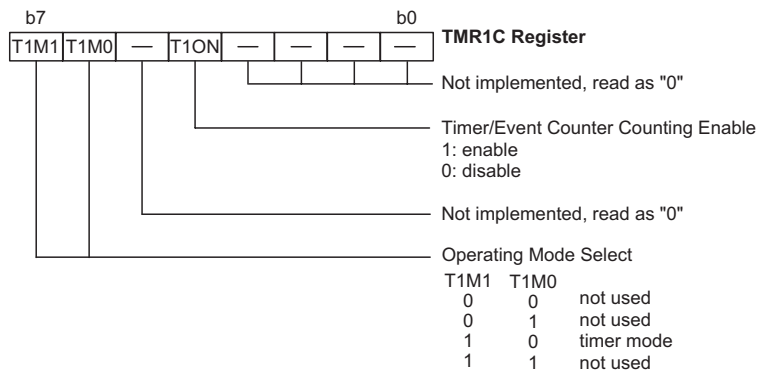 b7 b0
TMR1C Register
T1M1 T1M0 — T1ON — — — —
Not implemented, read as "0"
Timer/Event Counter Counting Enable
1: enable
0: disable
Not implemented, read as "0"
Operating Mode Select
T1M1 T1M0
0 0 not used
0 1 not used
1 0 timer mode
1 1 not used